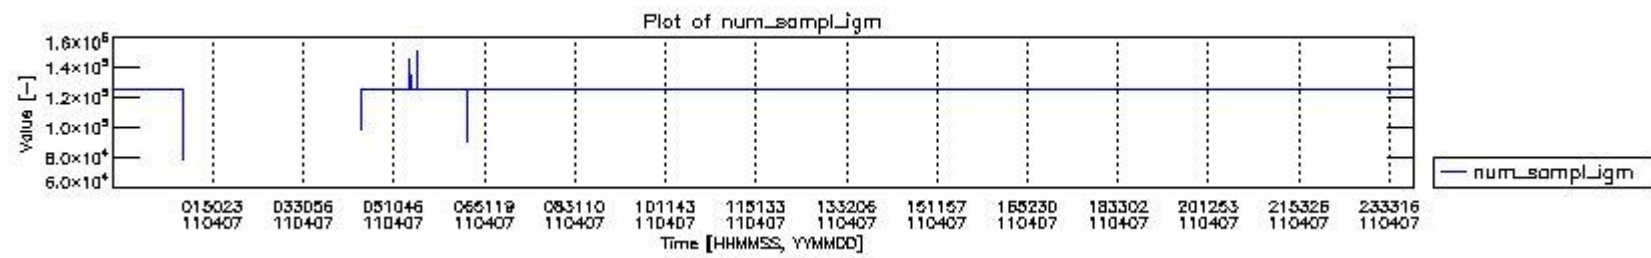 Plot of num_sampl_igm
1.6×10⁵
1.4×10⁵
1.2×10⁵
1.0×10⁵
8.0×10⁴
6.0×10⁴
Value [-]
015023 033056 051046 065119 083110 101143 115133 133206 151157 165230 183302 201253 215326 233316
110407 110407 110407 110407 110407 110407 110407 110407 110407 110407 110407 110407 110407 110407
Time [HHMMSS, YYMMDD]
num_sampl_igm